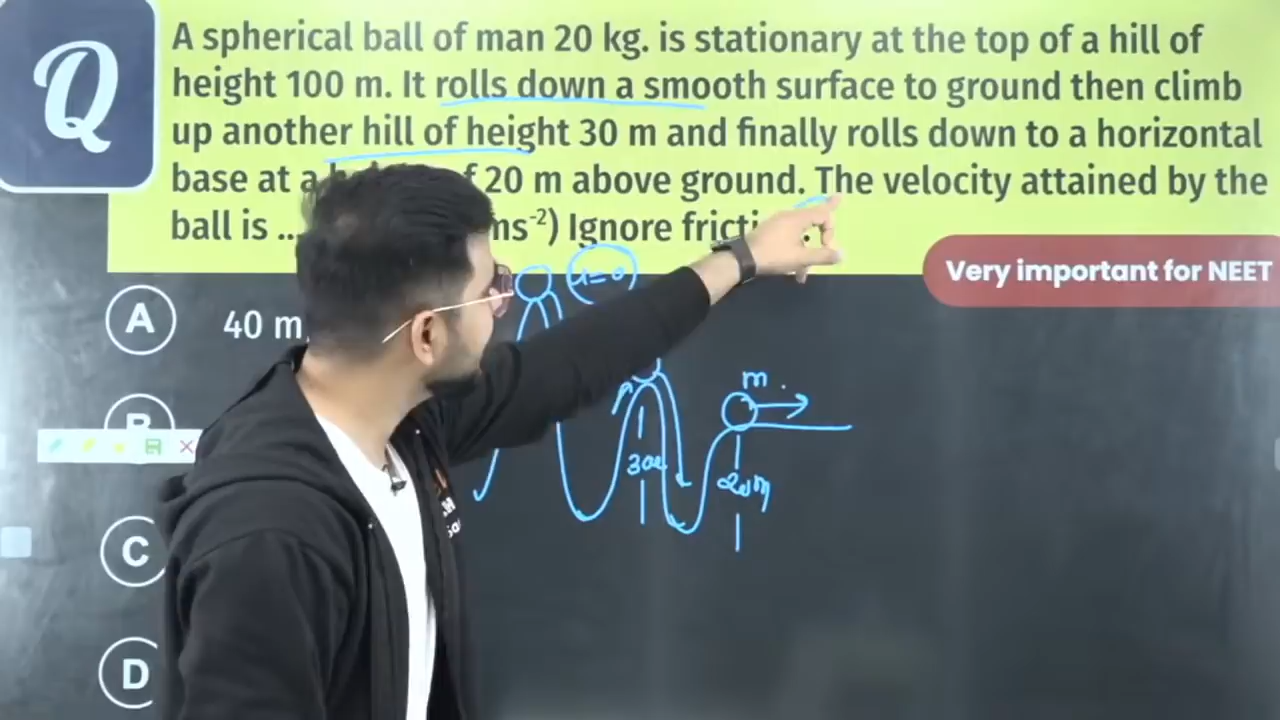 Q
A spherical ball of man 20 kg. is stationary at the top of a hill of
height 100 m. It rolls down a smooth surface to ground then climb
up another hill of height 30 m and finally rolls down to a horizontal
base at a 20 m above ground. The velocity attained by the
ball is ... ms⁻²) Ignore
Very important for NEET
A 40 m
B
C
D
m
20m